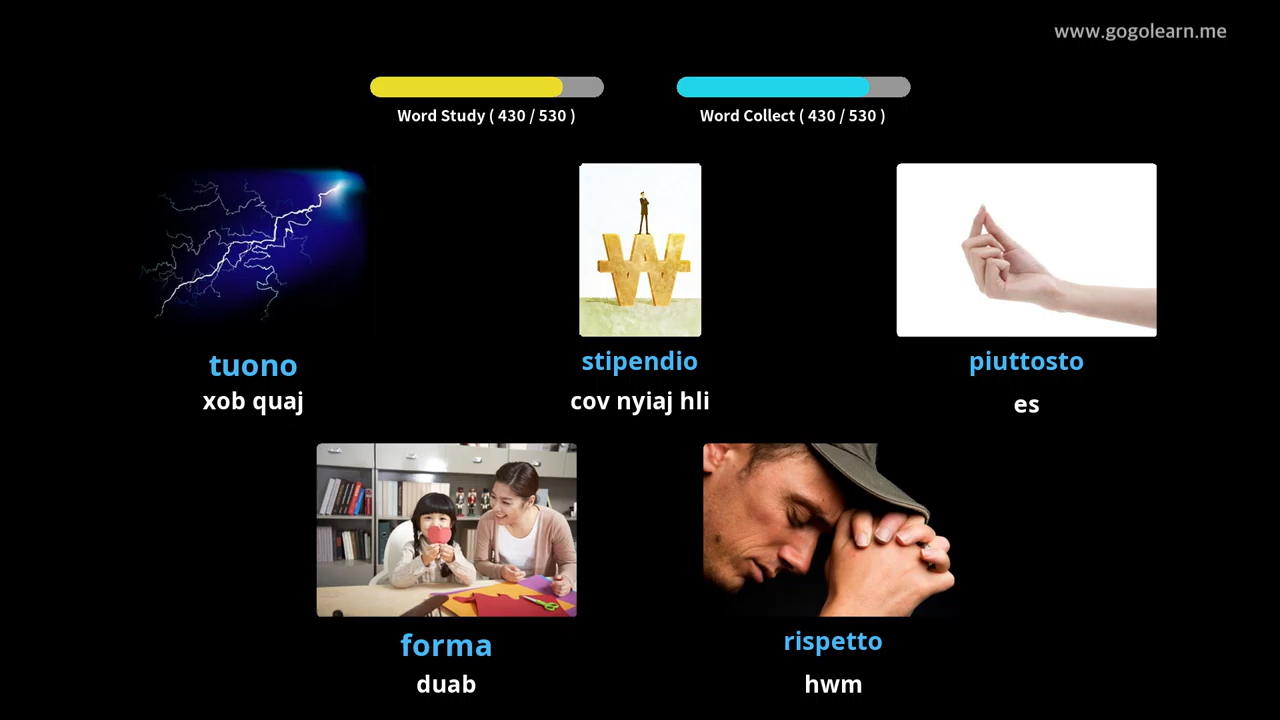 www.gogolearn.me
Word Study ( 430 / 530 )
Word Collect ( 430 / 530 )
tuono
xob quaj
stipendio
cov nyiaj hli
piuttosto
es
forma
duab
rispetto
hwm